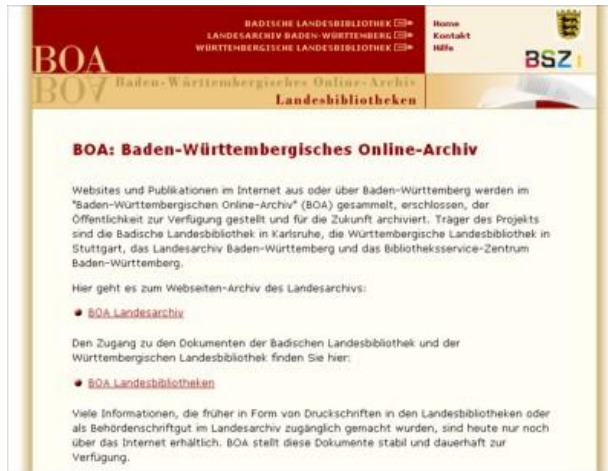 BADISCHE LANDESBIBLIOTHEK
LANDESARCHIV BADEN-WÜRTTEMBERG
WÜRTTEMBERGISCHE LANDESBIBLIOTHEK
Home
Kontakt
Hilfe
BOA
BSZ
BOA
Baden-Württembergisches Online-Archiv
Landesbibliotheken
BOA: Baden-Württembergisches Online-Archiv
Websites und Publikationen im Internet aus oder über Baden-Württemberg werden im
"Baden-Württembergischen Online-Archiv" (BOA) gesammelt, erschlossen, der
Öffentlichkeit zur Verfügung gestellt und für die Zukunft archiviert. Träger des Projekts
sind die Badische Landesbibliothek in Karlsruhe, die Württembergische Landesbibliothek in
Stuttgart, das Landesarchiv Baden-Württemberg und das Bibliotheksservice-Zentrum
Baden-Württemberg.
Hier geht es zum Webseiten-Archiv des Landesarchivs:
BOA Landesarchiv
Den Zugang zu den Dokumenten der Badischen Landesbibliothek und der
Württembergischen Landesbibliothek finden Sie hier:
BOA Landesbibliotheken
Viele Informationen, die früher in Form von Druckschriften in den Landesbibliotheken oder
als Behördenschriftgut im Landesarchiv zugänglich gemacht wurden, sind heute nur noch
über das Internet erhältlich. BOA stellt diese Dokumente stabil und dauerhaft zur
Verfügung.